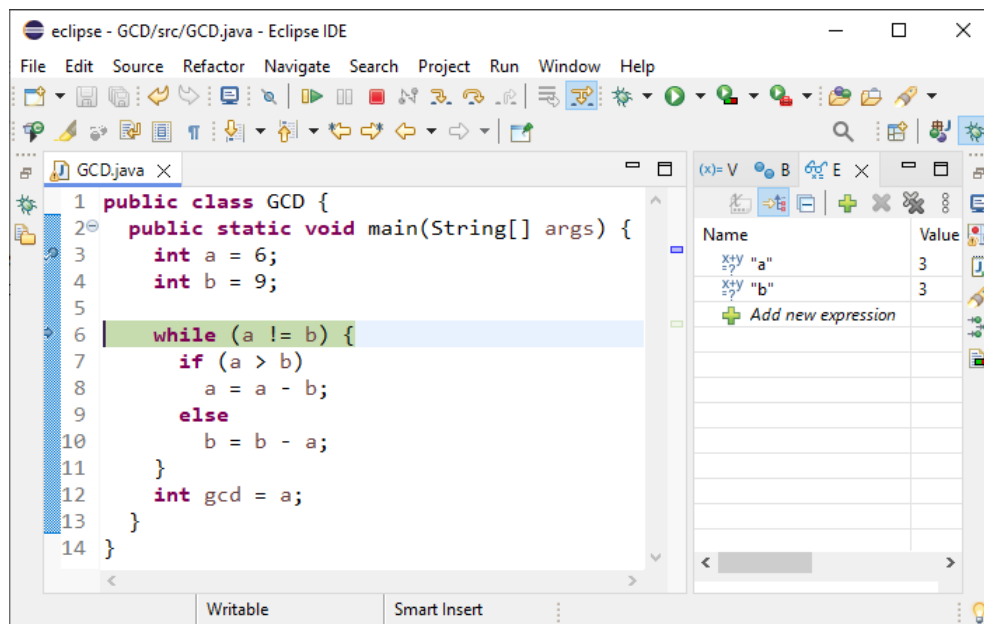 eclipse - GCD/src/GCD.java - Eclipse IDE
File Edit Source Refactor Navigate Search Project Run Window Help
GCD.java
(x)= V B E
1 public class GCD {
2 public static void main(String[] args) {
3 int a = 6;
4 int b = 9;
5
6 while (a != b) {
7 if (a > b)
8 a = a - b;
9 else
10 b = b - a;
11 }
12 int gcd = a;
13 }
14 }
Name Value
x+y =? "a" 3
x+y =? "b" 3
Add new expression
Writable Smart Insert